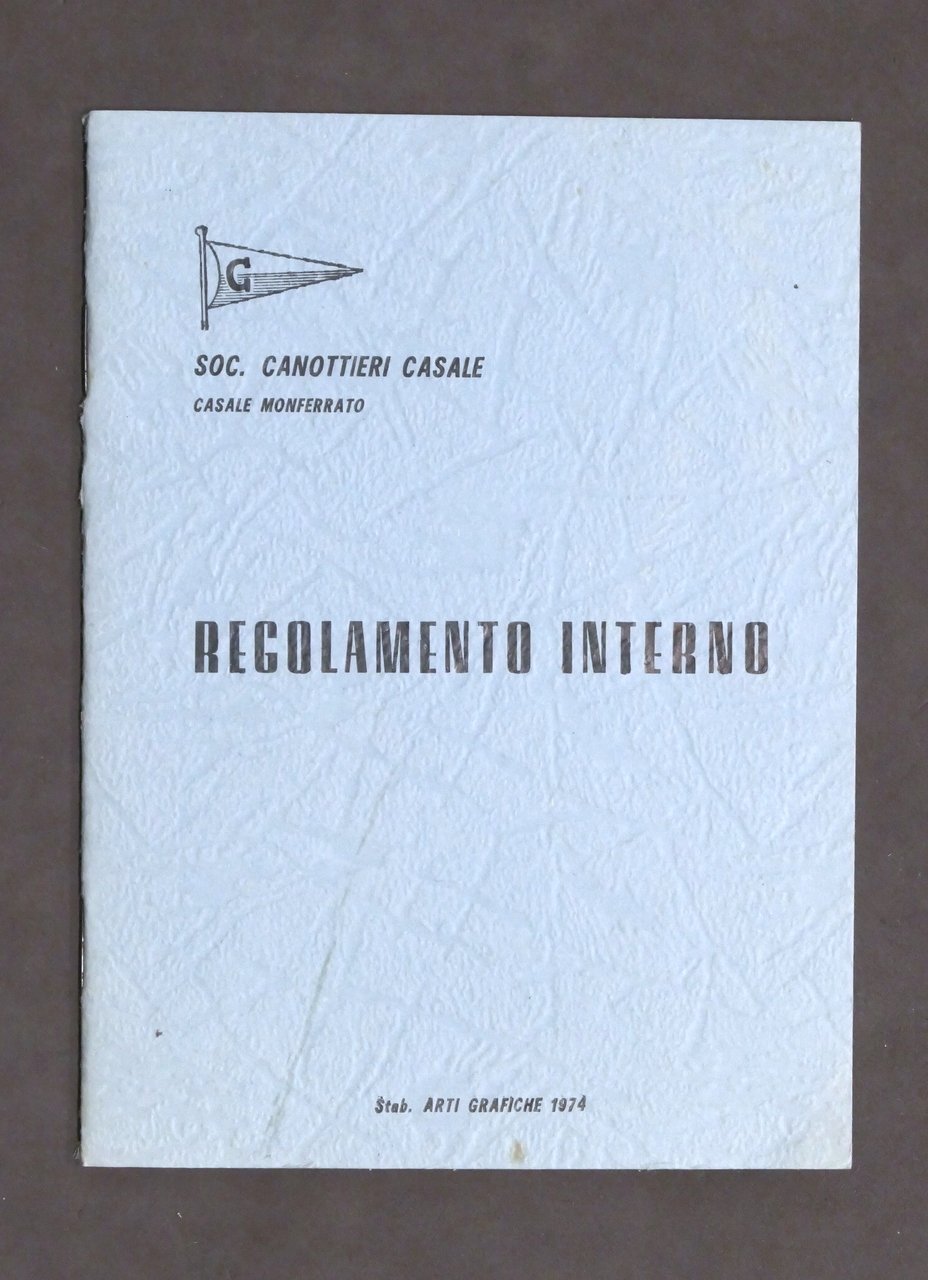 G
SOC. CANOTTIERI CASALE
CASALE MONFERRATO
REGOLAMENTO INTERNO
Stab. ARTI GRAFICHE 1974